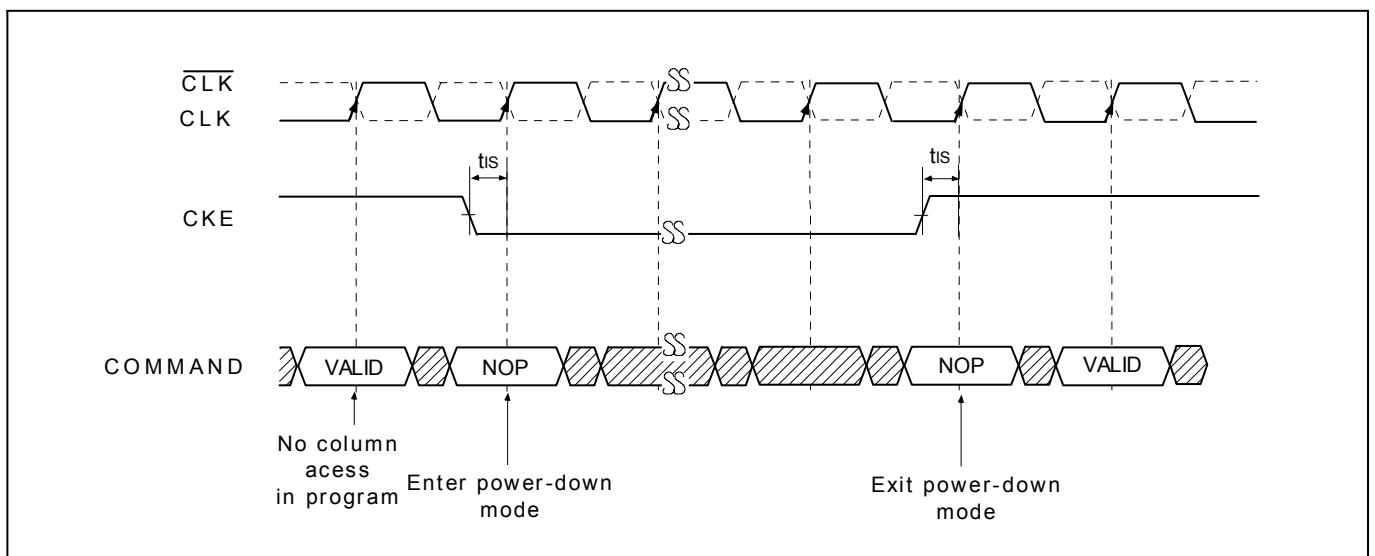 CLK
CLK
tIS
tIS
CKE
COMMAND
VALID
NOP
NOP
VALID
No column
acess
in program
Enter power-down
mode
Exit power-down
mode